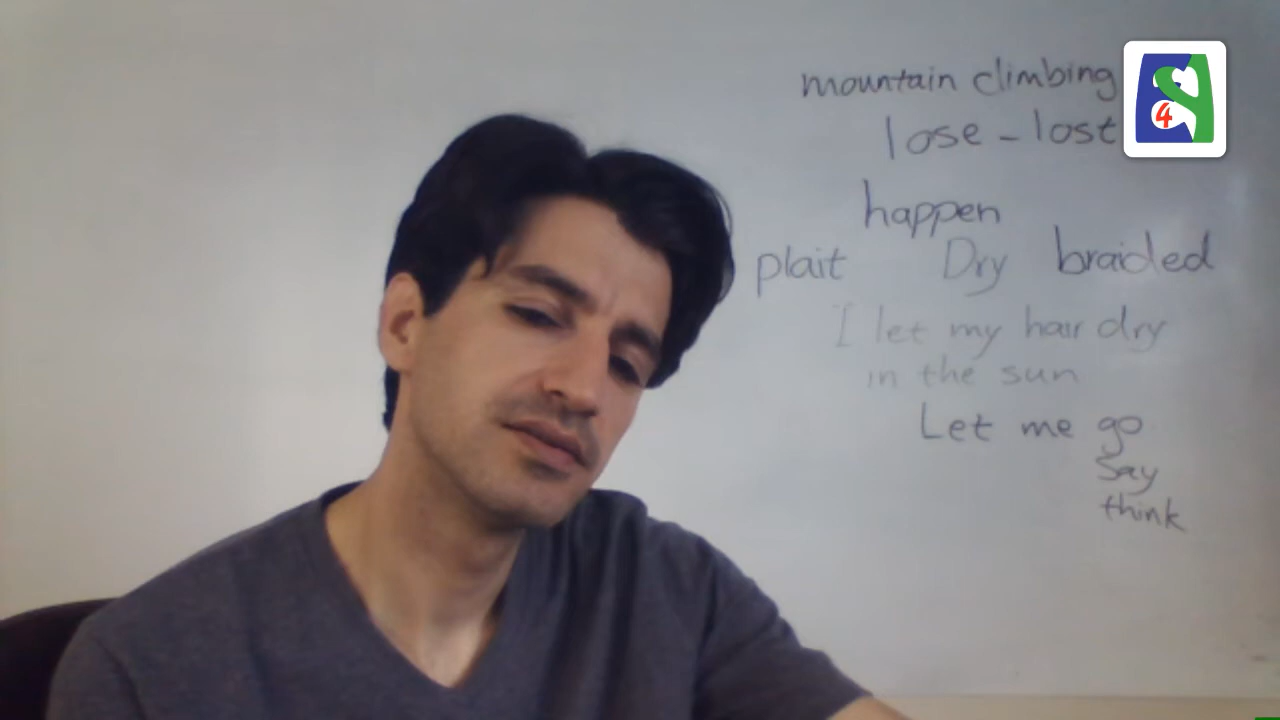 mountain climbing
4
lose - lost
happen
plait Dry braided
I let my hair dry
in the sun
Let me go
Say
think